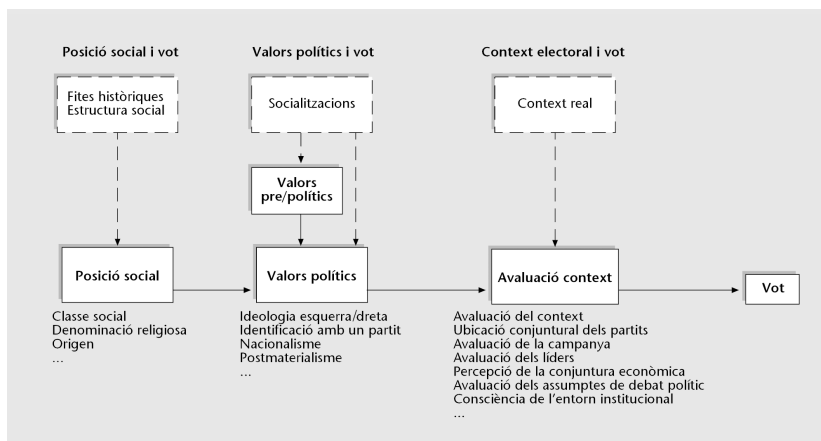 Posició social i vot
Valors polítics i vot
Context electoral i vot
Fites històriques
Estructura social
Socialitzacions
Context real
Valors
pre/polítics
Posició social
Valors polítics
Avaluació context
Vot
Classe social
Denominació religiosa
Origen
...
Ideologia esquerra/dreta
Identificació amb un partit
Nacionalisme
Postmaterialisme
...
Avaluació del context
Ubicació conjuntural dels partits
Avaluació de la campanya
Avaluació dels líders
Percepció de la conjuntura econòmica
Avaluació dels assumptes de debat polític
Consciència de l'entorn institucional
...